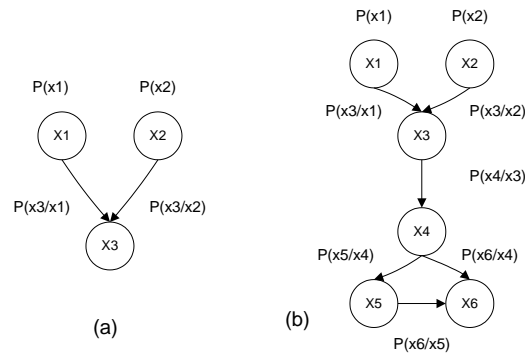 P(x1)
P(x2)
X1
X2
P(x3/x1)
P(x3/x2)
X3
(a)
P(x1)
P(x2)
X1
X2
P(x3/x1)
P(x3/x2)
X3
P(x4/x3)
X4
P(x5/x4)
P(x6/x4)
X5
X6
P(x6/x5)
(b)